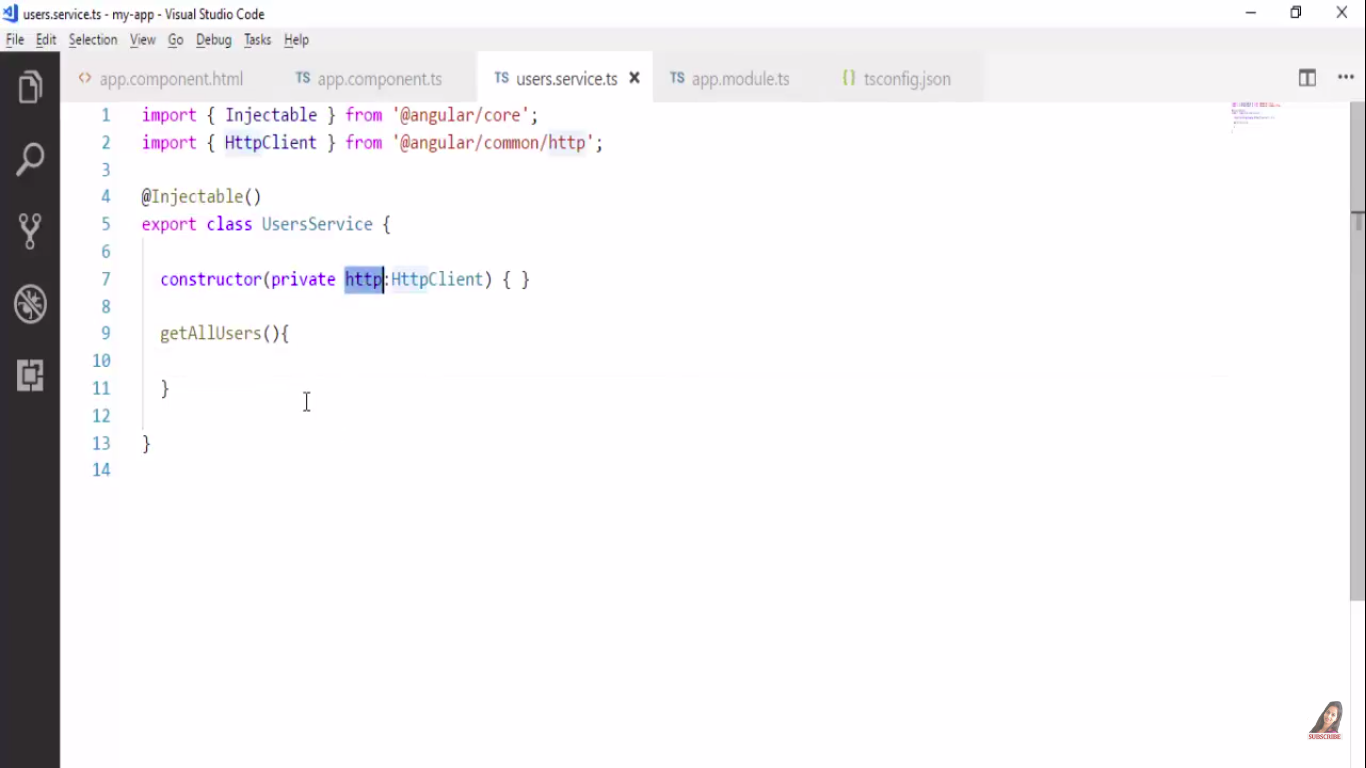 users.service.ts - my-app - Visual Studio Code
File Edit Selection View Go Debug Tasks Help
<> app.component.html TS app.component.ts TS users.service.ts TS app.module.ts {} tsconfig.json
1 import { Injectable } from '@angular/core';
2 import { HttpClient } from '@angular/common/http';
3
4 @Injectable()
5 export class UsersService {
6
7 constructor(private http:HttpClient) { }
8
9 getAllUsers(){
10
11 }
12
13 }
14
SUBSCRIBE